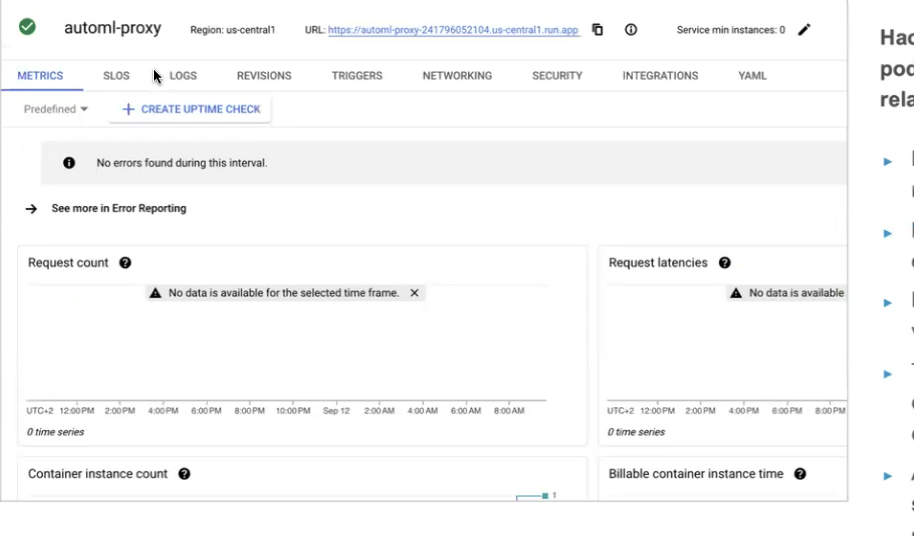 automl-proxy Region: us-central1 URL: https://automl-proxy-241796052104.us-central1.run.app Service min instances: 0
METRICS SLOS LOGS REVISIONS TRIGGERS NETWORKING SECURITY INTEGRATIONS YAML
Predefined + CREATE UPTIME CHECK
No errors found during this interval.
→ See more in Error Reporting
Request count
No data is available for the selected time frame.
UTC+2 12:00 PM 2:00 PM 4:00 PM 6:00 PM 8:00 PM 10:00 PM Sep 12 2:00 AM 4:00 AM 6:00 AM 8:00 AM
0 time series
Request latencies
No data is available
UTC+2 12:00 PM 2:00 PM 4:00 PM 6:00 PM 8:00 PM
0 time series
Container instance count
1
Billable container instance time